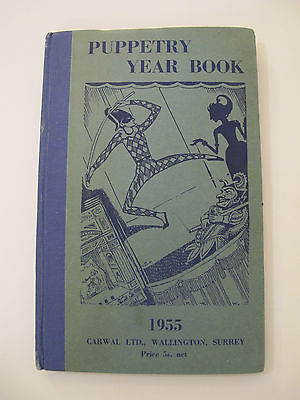 PUPPETRY
YEAR BOOK
1955
CARWAL LTD., WALLINGTON, SURREY
Price 5s. net